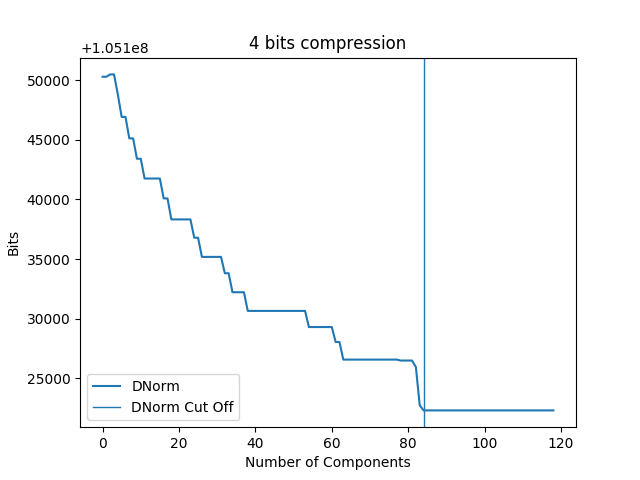 4 bits compression
+1.051e8
50000
45000
40000
35000
30000
25000
Bits
0 20 40 60 80 100 120
Number of Components
DNorm
DNorm Cut Off